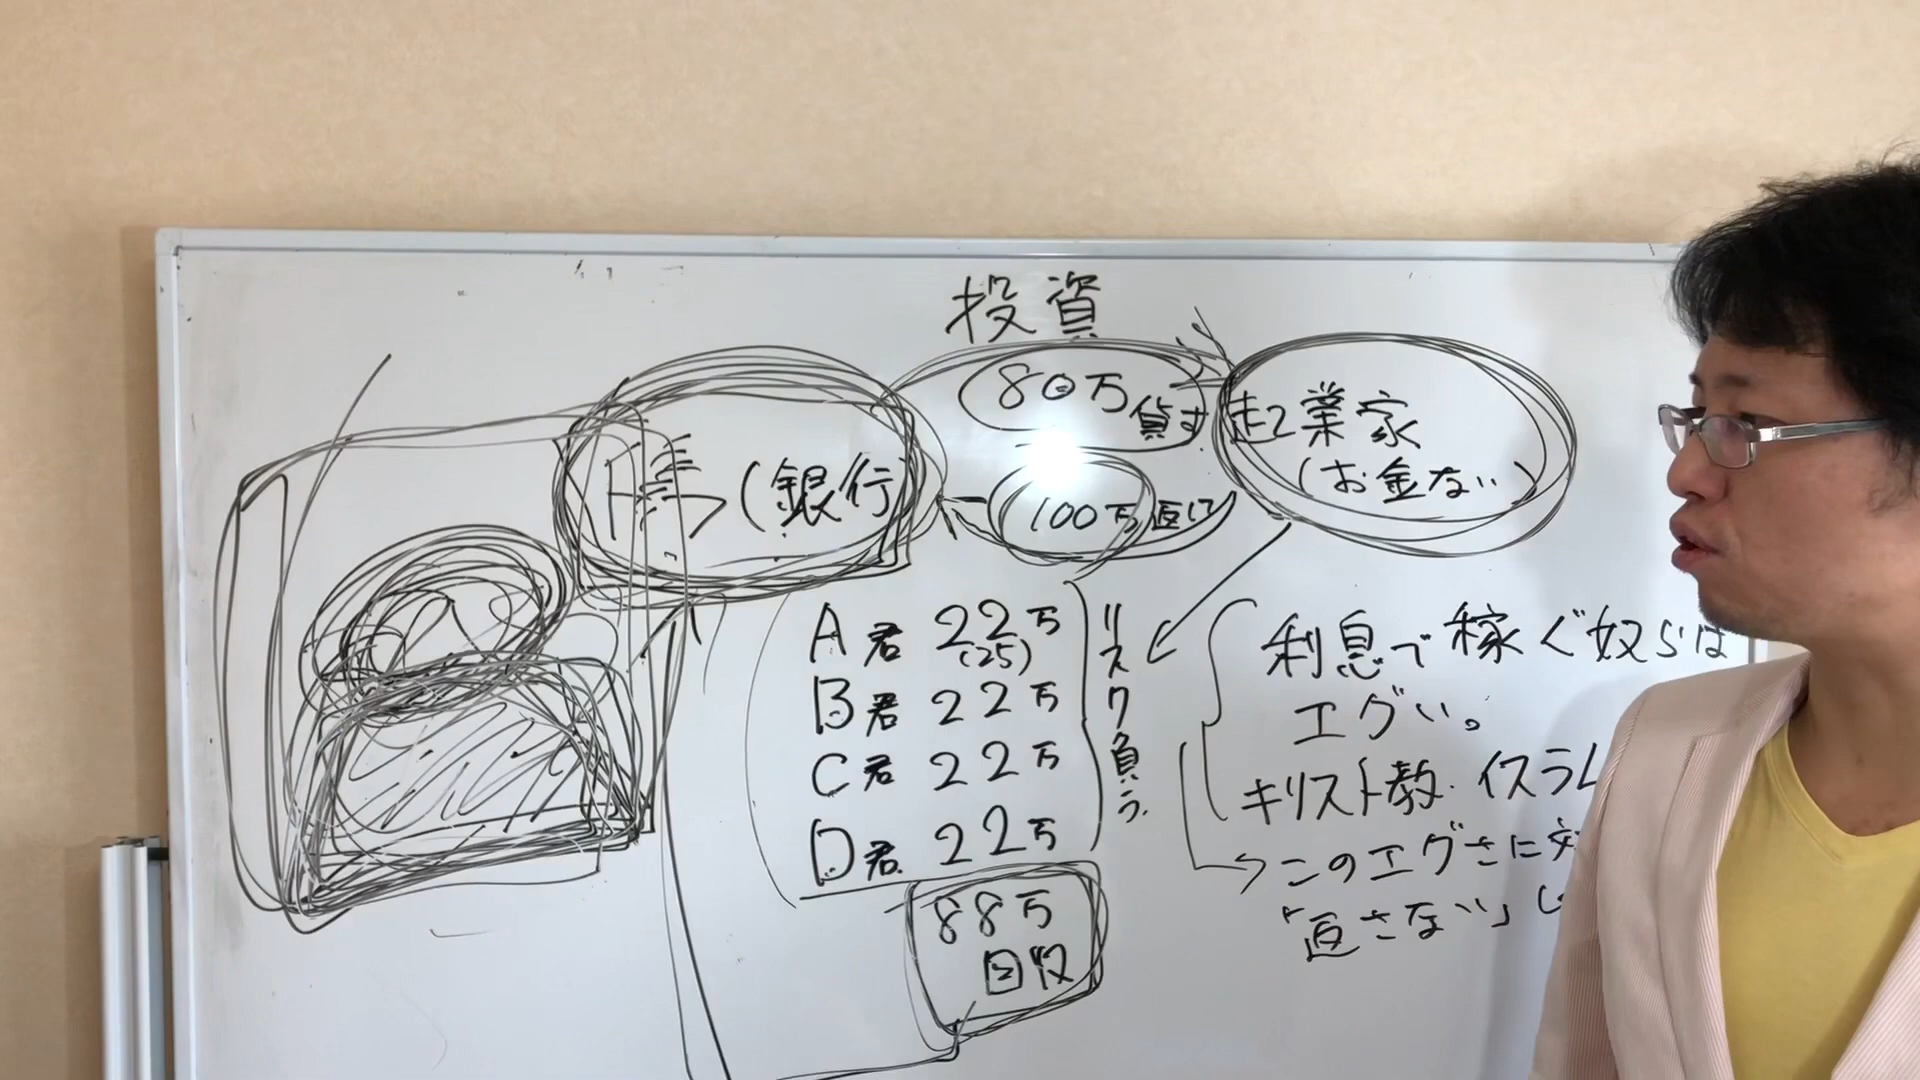 投資
80万貸す
(銀行
起業家
(お金ない)
100万返して
A君 22万
(25)
B君 22万
C君 22万
D君 22万
リスク負う.
88万
回収
利息で稼ぐ奴らは
エグい。
キリスト教.イスラ
このエグさに
「返さない」